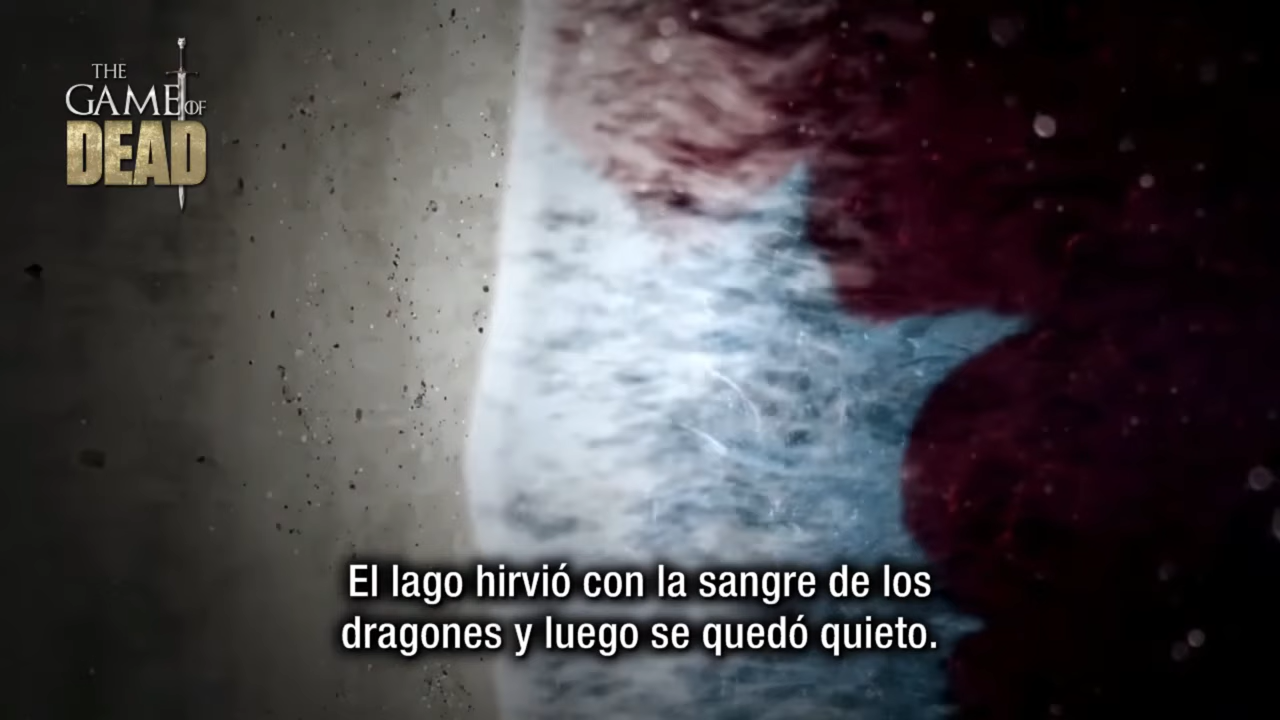 THE
GAME OF
DEAD
El lago hirvió con la sangre de los
dragones y luego se quedó quieto.